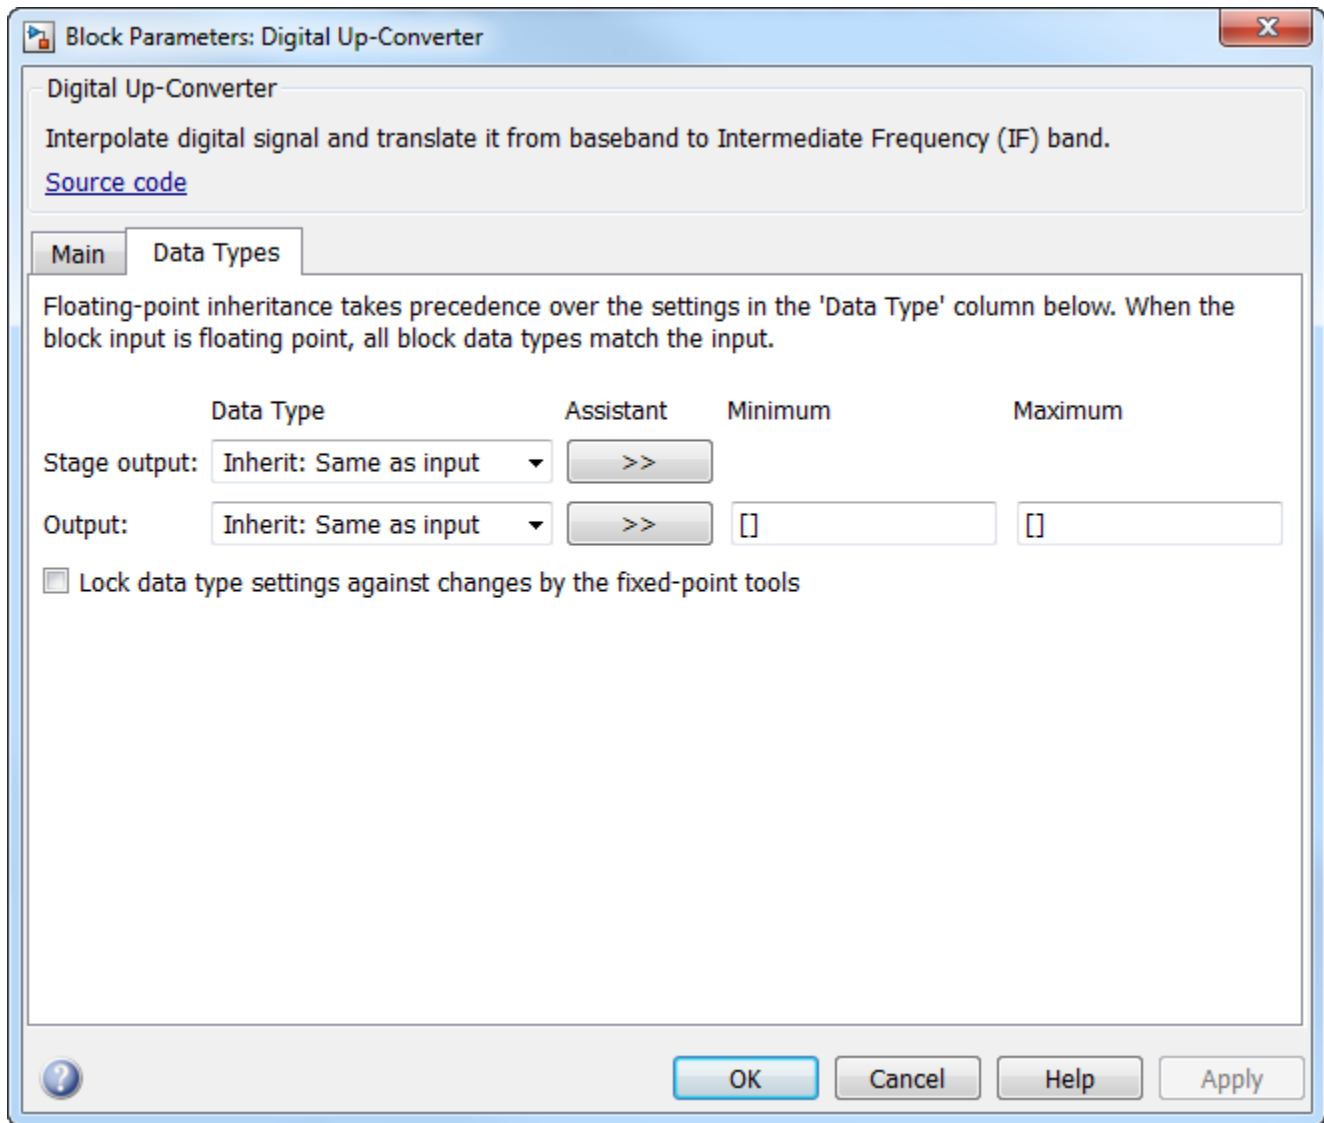 Block Parameters: Digital Up-Converter
x
Digital Up-Converter
Interpolate digital signal and translate it from baseband to Intermediate Frequency (IF) band.
Source code
Main Data Types
Floating-point inheritance takes precedence over the settings in the 'Data Type' column below. When the
block input is floating point, all block data types match the input.
Data Type Assistant Minimum Maximum
Stage output: Inherit: Same as input >>
Output: Inherit: Same as input >> [] []
Lock data type settings against changes by the fixed-point tools
? OK Cancel Help Apply